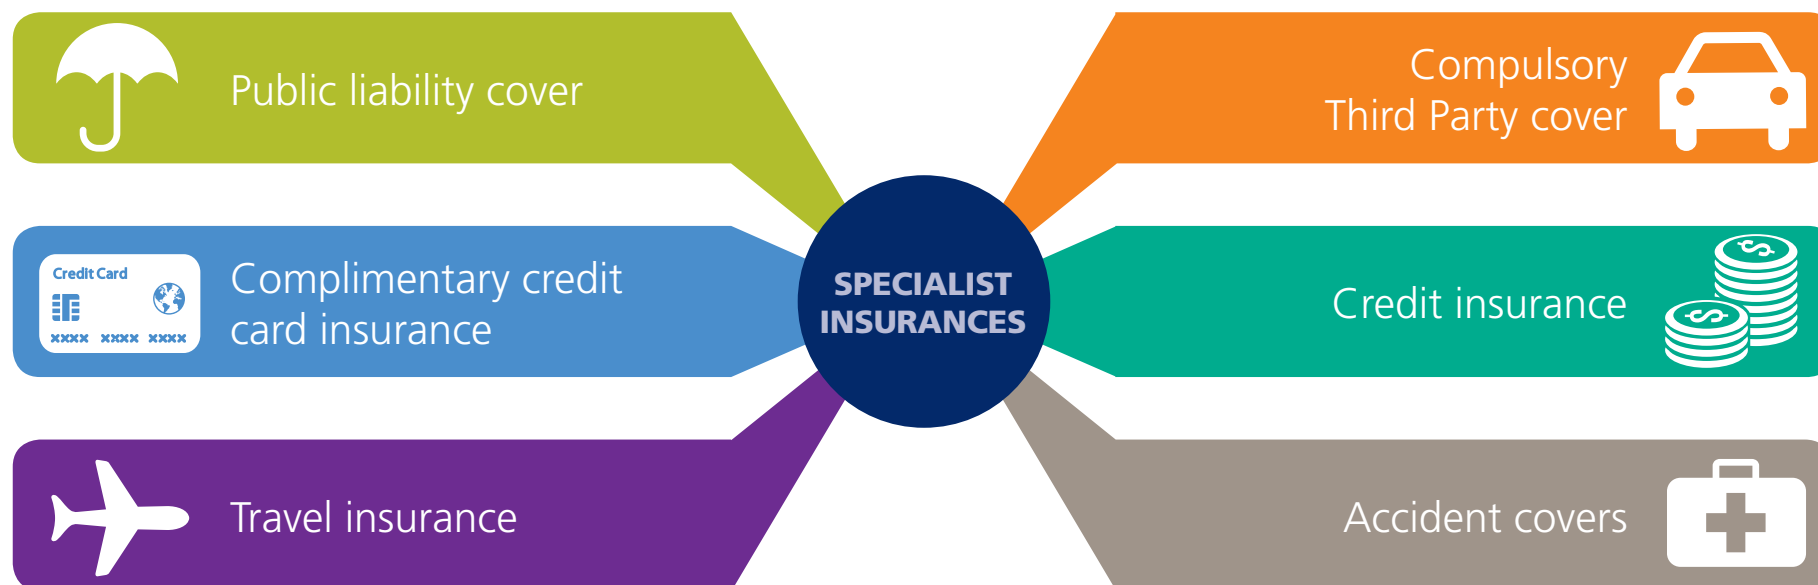 Public liability cover
Compulsory
Third Party cover
Credit Card
xxxx xxxx xxxx
Complimentary credit
card insurance
SPECIALIST
INSURANCES
Credit insurance
$
$
Travel insurance
Accident covers